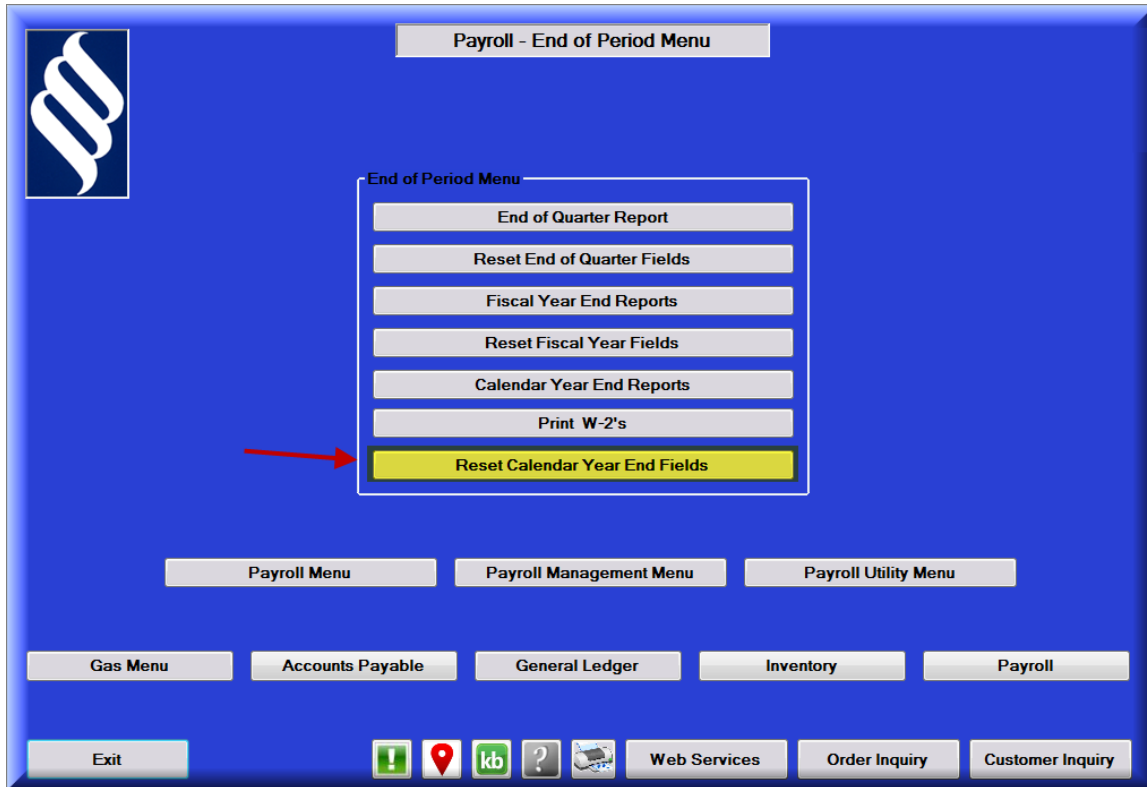 Payroll - End of Period Menu
End of Period Menu
End of Quarter Report
Reset End of Quarter Fields
Fiscal Year End Reports
Reset Fiscal Year Fields
Calendar Year End Reports
Print W-2's
Reset Calendar Year End Fields
Payroll Menu Payroll Management Menu Payroll Utility Menu
Gas Menu Accounts Payable General Ledger Inventory Payroll
Exit ! kb ? Web Services Order Inquiry Customer Inquiry